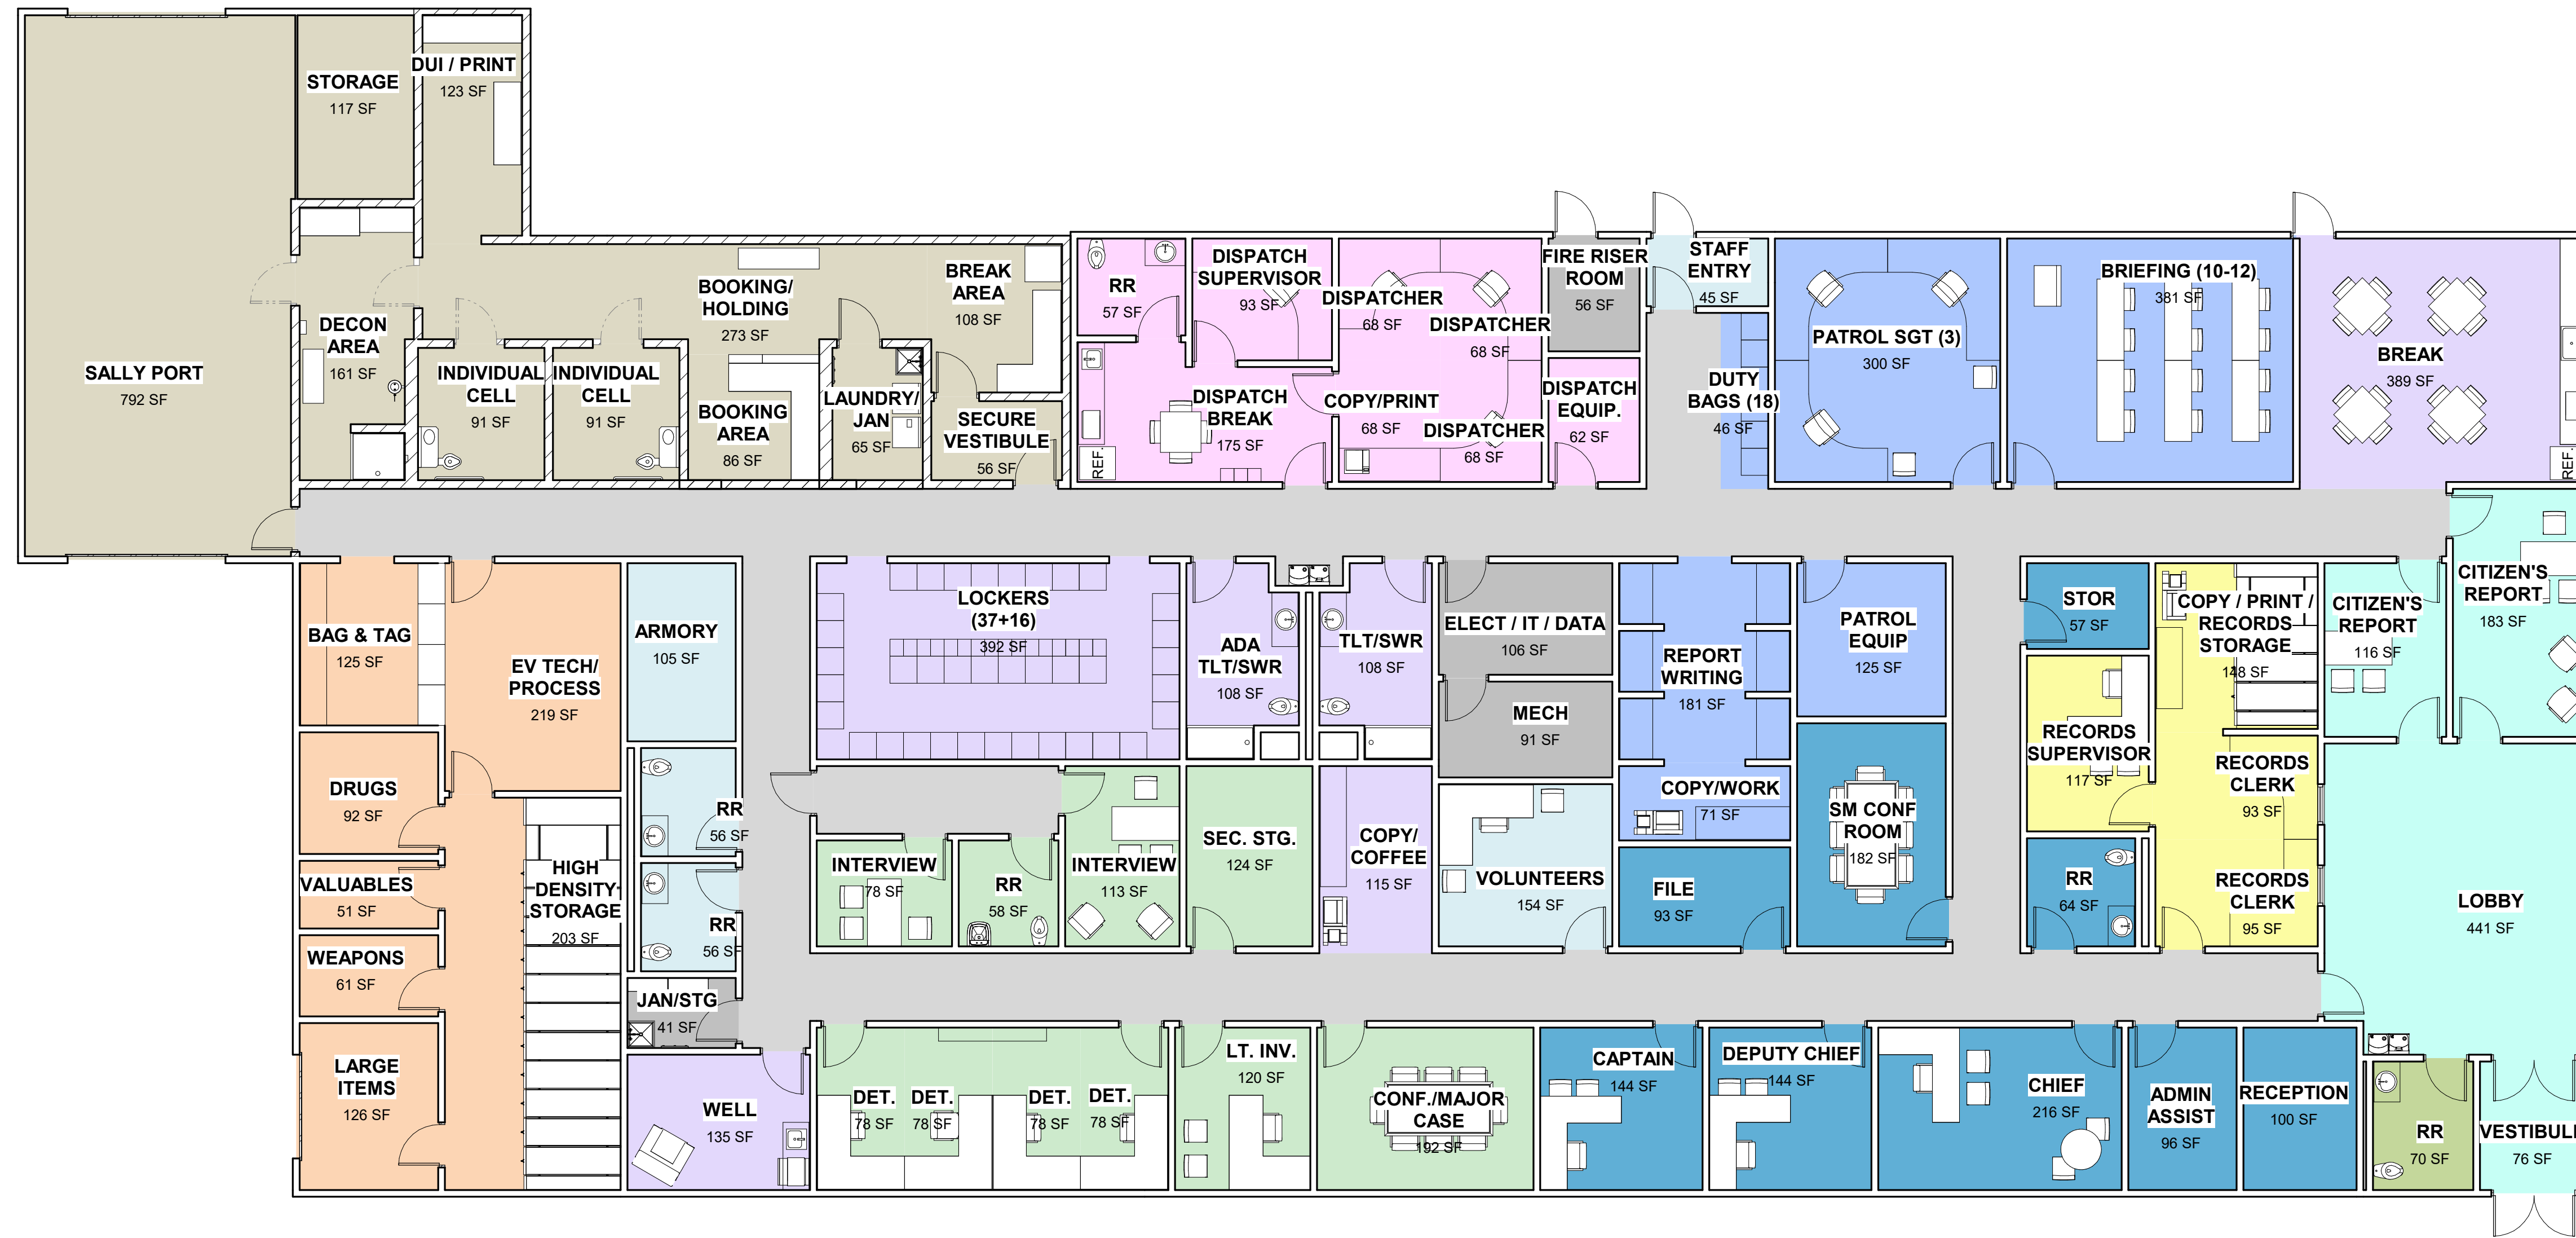 DUI / PRINT
123 SF
STORAGE
117 SF
SALLY PORT
792 SF
DECON
AREA
161 SF
INDIVIDUAL
CELL
91 SF
INDIVIDUAL
CELL
91 SF
BOOKING/
HOLDING
273 SF
BOOKING
AREA
86 SF
LAUNDRY/
JAN
65 SF
BREAK
AREA
108 SF
SECURE
VESTIBULE
56 SF
RR
57 SF
DISPATCH
SUPERVISOR
93 SF
DISPATCH
BREAK
175 SF
REF.
DISPATCHER
68 SF
DISPATCHER
68 SF
COPY/PRINT
68 SF
DISPATCHER
68 SF
FIRE RISER
ROOM
56 SF
DISPATCH
EQUIP.
62 SF
STAFF
ENTRY
45 SF
DUTY
BAGS (18)
46 SF
PATROL SGT (3)
300 SF
BRIEFING (10-12)
381 SF
BREAK
389 SF
REF.
BAG & TAG
125 SF
EV TECH/
PROCESS
219 SF
ARMORY
105 SF
DRUGS
92 SF
VALUABLES
51 SF
WEAPONS
61 SF
LARGE
ITEMS
126 SF
HIGH
DENSITY
STORAGE
203 SF
RR
56 SF
RR
56 SF
JAN/STG
41 SF
WELL
135 SF
LOCKERS
(37+16)
392 SF
ADA
TLT/SWR
108 SF
TLT/SWR
108 SF
ELECT / IT / DATA
106 SF
MECH
91 SF
REPORT
WRITING
181 SF
COPY/WORK
71 SF
PATROL
EQUIP
125 SF
SM CONF
ROOM
182 SF
INTERVIEW
78 SF
RR
58 SF
INTERVIEW
113 SF
SEC. STG.
124 SF
COPY/
COFFEE
115 SF
VOLUNTEERS
154 SF
FILE
93 SF
STOR
57 SF
COPY / PRINT /
RECORDS
STORAGE
148 SF
RECORDS
SUPERVISOR
117 SF
RECORDS
CLERK
93 SF
RECORDS
CLERK
95 SF
RR
64 SF
CITIZEN'S
REPORT
116 SF
CITIZEN'S
REPORT
183 SF
LOBBY
441 SF
DET.
78 SF
DET.
78 SF
DET.
78 SF
DET.
78 SF
LT. INV.
120 SF
CONF./MAJOR
CASE
192 SF
CAPTAIN
144 SF
DEPUTY CHIEF
144 SF
CHIEF
216 SF
ADMIN
ASSIST
96 SF
RECEPTION
100 SF
RR
70 SF
VESTIBUL
76 SF